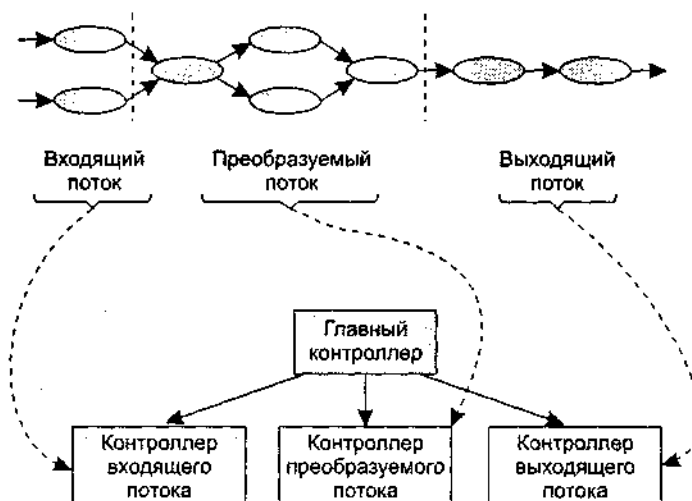 Входящий
поток
Преобразуемый
поток
Выходящий
поток
Главный
контроллер
Контроллер
входящего
потока
Контроллер
преобразуемого
потока
Контроллер
выходящего
потока